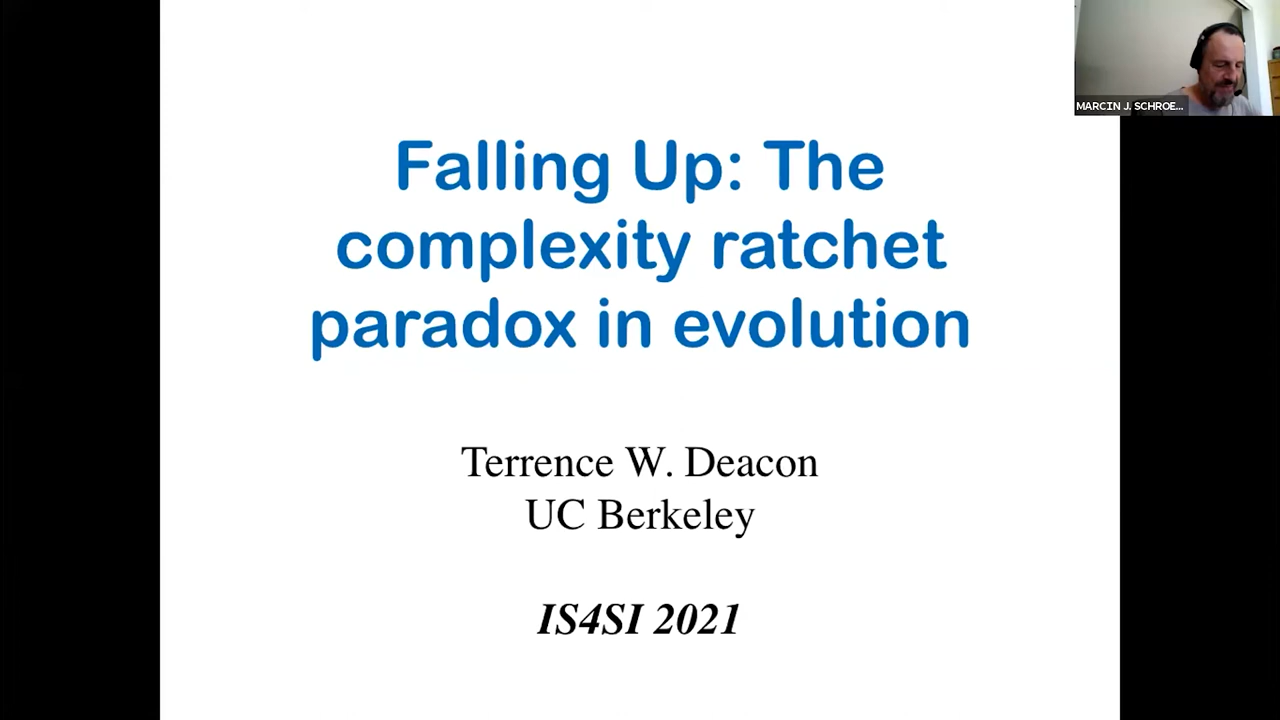 MARCIN J. SCHROE...
Falling Up: The
complexity ratchet
paradox in evolution
Terrence W. Deacon
UC Berkeley
IS4SI 2021